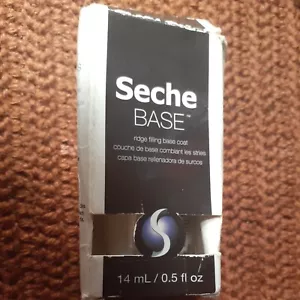 Seche
BASE™
ridge filling base coat
couche de base comblant les stries
capa base rellenadora de surcos
S
14 mL / 0.5 fl oz